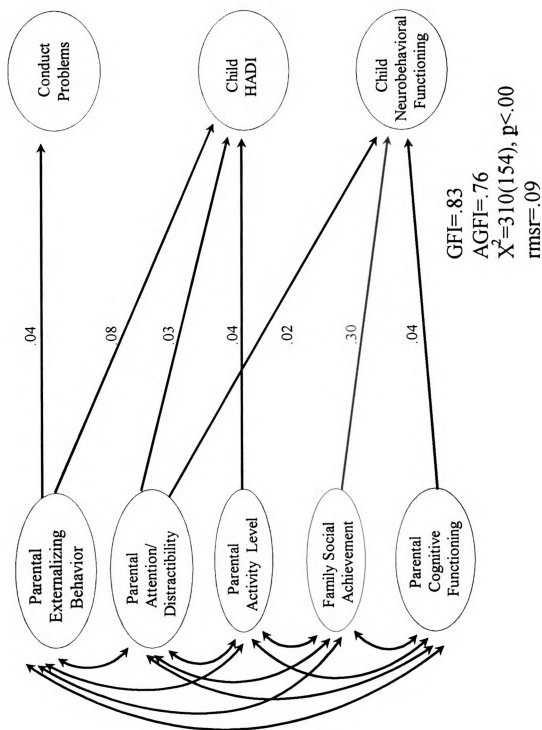 Parental
Externalizing
Behavior
Parental
Attention/
Distractibility
Parental
Activity Level
Family Social
Achievement
Parental
Cognitive
Functioning
.04
.08
.03
.04
.02
.30
.04
Conduct
Problems
Child
HADI
Child
Neurobehavioral
Functioning
GFI=.83
AGFI=.76
X²=310(154), p<.00
rmsr=.09